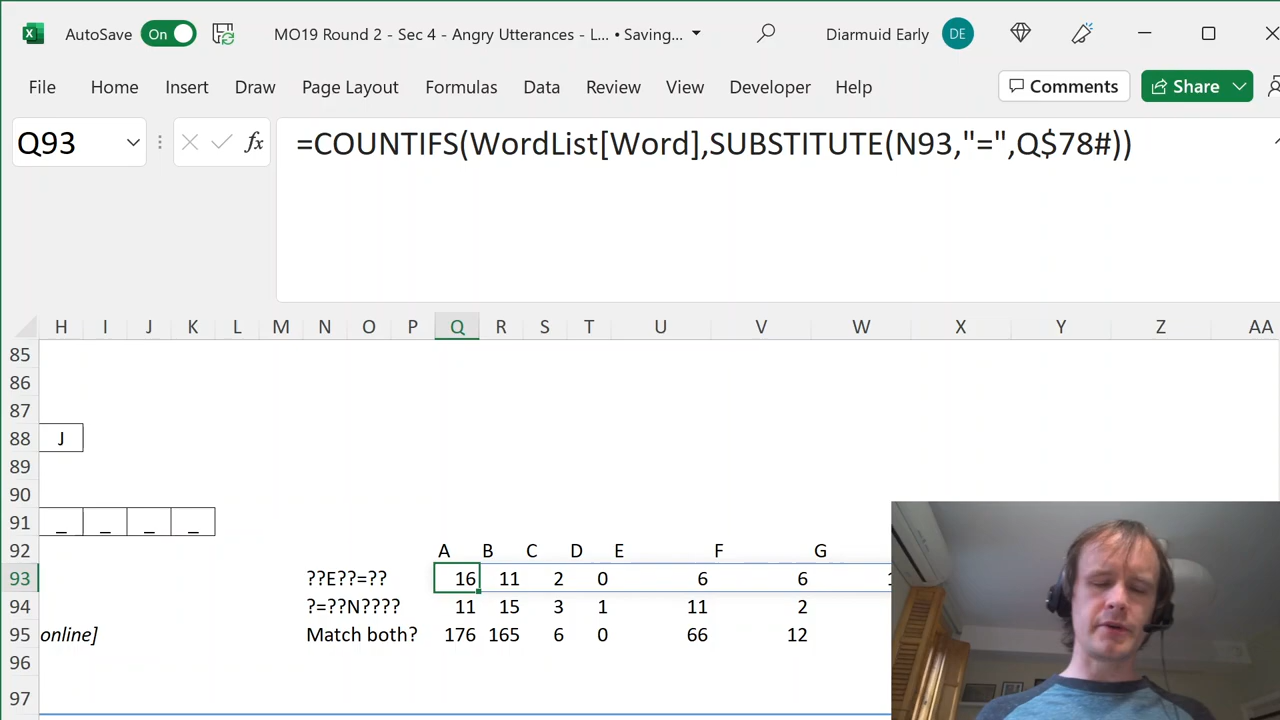 AutoSave On MO19 Round 2 - Sec 4 - Angry Utterances - L... • Saving... Diarmuid Early DE
File Home Insert Draw Page Layout Formulas Data Review View Developer Help Comments Share
Q93 fx =COUNTIFS(WordList[Word],SUBSTITUTE(N93,"=",Q$78#))
H I J K L M N O P Q R S T U V W X Y Z AA
85
86
87
88 J
89
90
91 _ _ _ _
92 A B C D E F G
93 ??E??=?? 16 11 2 0 6 6
94 ?=??N???? 11 15 3 1 11 2
95 online] Match both? 176 165 6 0 66 12
96
97